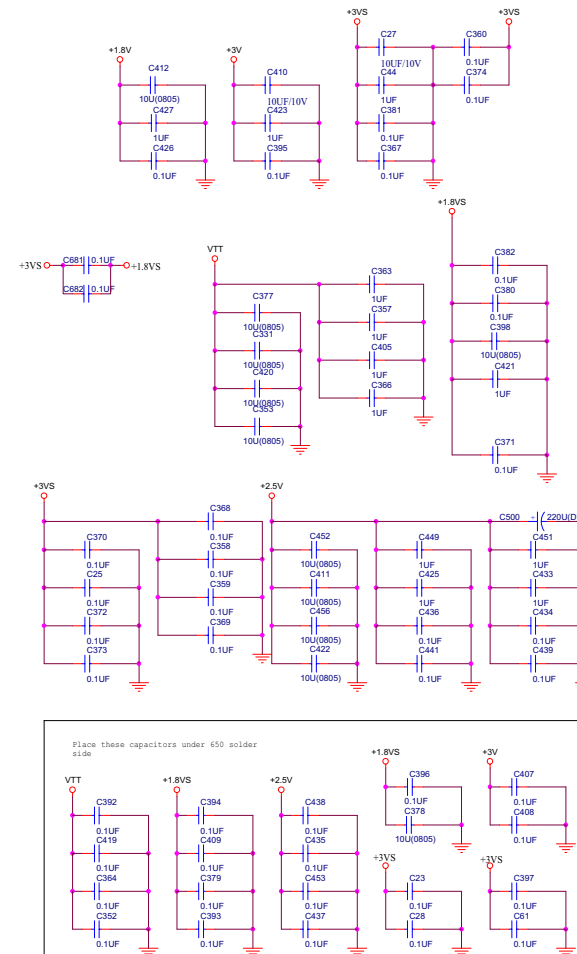 +3VS
+3VS
C27
10UF/10V
C44
1UF
C381
0.1UF
C367
0.1UF
C360
0.1UF
C374
0.1UF
+1.8V
C412
10U(0805)
C427
1UF
C426
0.1UF
+3V
C410
10UF/10V
C423
1UF
C395
0.1UF
+3VS
C681
0.1UF
C682
0.1UF
+1.8VS
VTT
C377
10U(0805)
C331
10U(0805)
C420
10U(0805)
C353
10U(0805)
C363
1UF
C357
1UF
C405
1UF
C366
1UF
+1.8VS
C382
0.1UF
C380
0.1UF
C398
10U(0805)
C421
1UF
C371
0.1UF
+3VS
C370
0.1UF
C25
0.1UF
C372
0.1UF
C373
0.1UF
C368
0.1UF
C358
0.1UF
C359
0.1UF
C369
0.1UF
+2.5V
C452
10U(0805)
C411
10U(0805)
C456
10U(0805)
C422
10U(0805)
C449
1UF
C425
1UF
C436
0.1UF
C441
0.1UF
C500
+
220U(D
C451
1UF
C433
1UF
C434
0.1UF
C439
0.1UF
Place these capacitors under 650 solder
side
VTT
C392
0.1UF
C419
0.1UF
C364
0.1UF
C352
0.1UF
+1.8VS
C394
0.1UF
C409
0.1UF
C379
0.1UF
C393
0.1UF
+2.5V
C438
0.1UF
C435
0.1UF
C453
0.1UF
C437
0.1UF
+1.8VS
C396
0.1UF
C378
10U(0805)
+3V
C407
0.1UF
C408
0.1UF
+3VS
C23
0.1UF
C28
0.1UF
+3VS
C397
0.1UF
C61
0.1UF